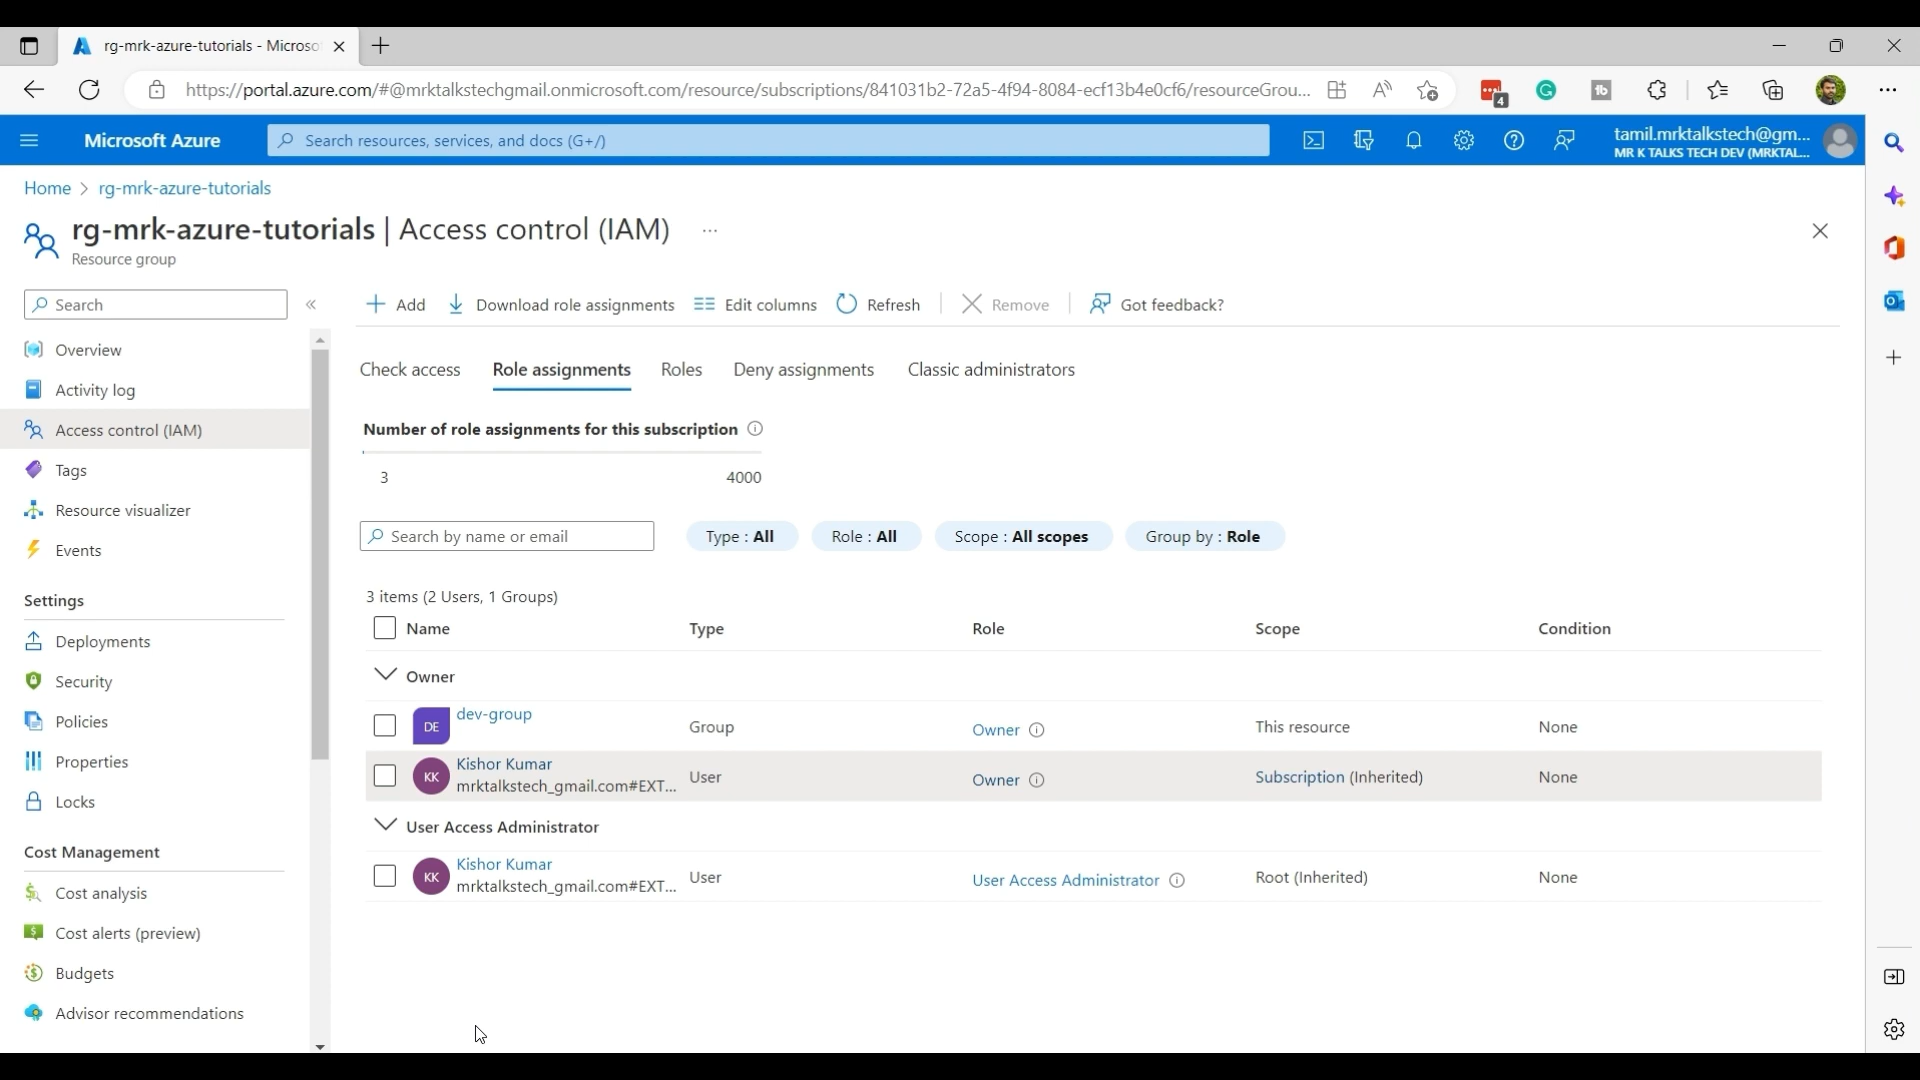 rg-mrk-azure-tutorials - Microso
https://portal.azure.com/#@mrktalkstechgmail.onmicrosoft.com/resource/subscriptions/841031b2-72a5-4f94-8084-ecf13b4e0cf6/resourceGrou...
4
Microsoft Azure
Search resources, services, and docs (G+/)
tamil.mrktalkstech@gm...
MR K TALKS TECH DEV (MRKTAL...
Home > rg-mrk-azure-tutorials
rg-mrk-azure-tutorials | Access control (IAM) ...
Resource group
Search
Overview
Activity log
Access control (IAM)
Tags
Resource visualizer
Events
Settings
Deployments
Security
Policies
Properties
Locks
Cost Management
Cost analysis
Cost alerts (preview)
Budgets
Advisor recommendations
Add
Download role assignments
Edit columns
Refresh
Remove
Got feedback?
Check access
Role assignments
Roles
Deny assignments
Classic administrators
Number of role assignments for this subscription
3 4000
Search by name or email
Type : All
Role : All
Scope : All scopes
Group by : Role
3 items (2 Users, 1 Groups)
Name Type Role Scope Condition
Owner
DE dev-group Group Owner This resource None
KK Kishor Kumar User Owner Subscription (Inherited) None
mrktalkstech_gmail.com#EXT...
User Access Administrator
KK Kishor Kumar User User Access Administrator Root (Inherited) None
mrktalkstech_gmail.com#EXT...